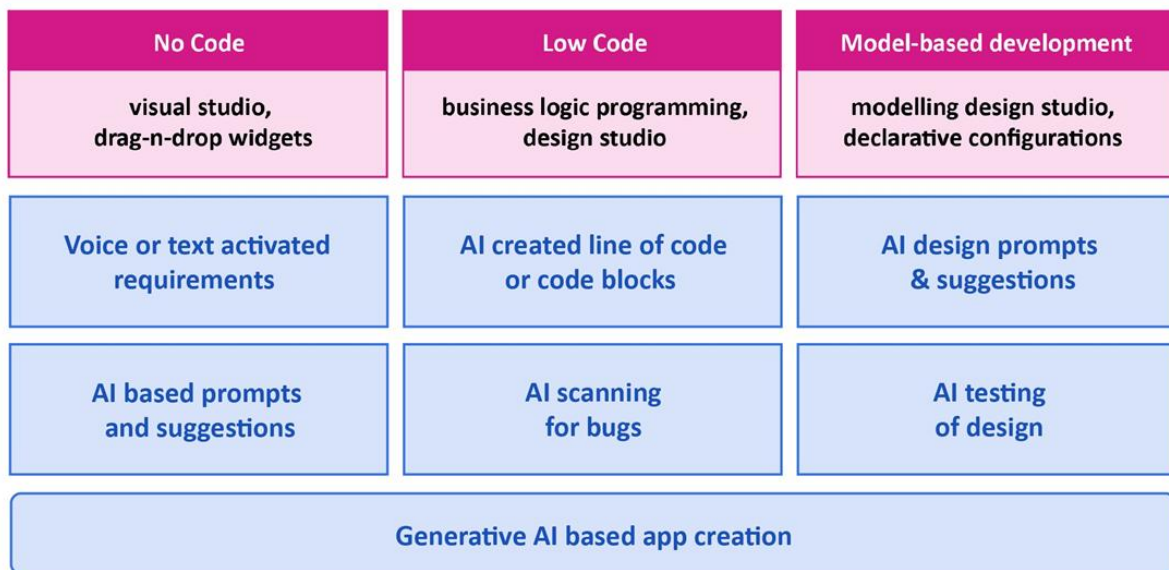 No Code
visual studio,
drag-n-drop widgets
Voice or text activated
requirements
AI based prompts
and suggestions
Low Code
business logic programming,
design studio
AI created line of code
or code blocks
AI scanning
for bugs
Model-based development
modelling design studio,
declarative configurations
AI design prompts
& suggestions
AI testing
of design
Generative AI based app creation